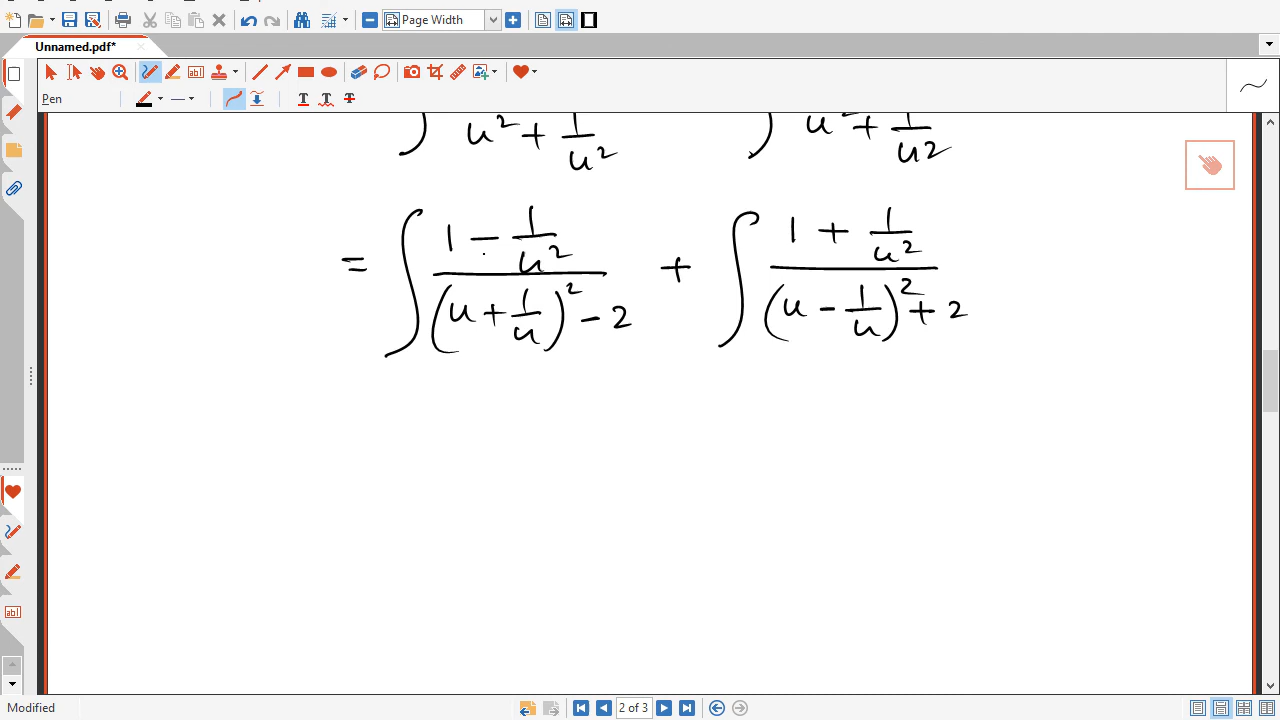 Page Width
Unnamed.pdf*
Pen
∫ u² + 1/u² ∫ u² + 1/u²
= ∫ (1 − 1/u²)/((u + 1/u)² − 2) + ∫ (1 + 1/u²)/((u − 1/u)² + 2)
Modified
2 of 3